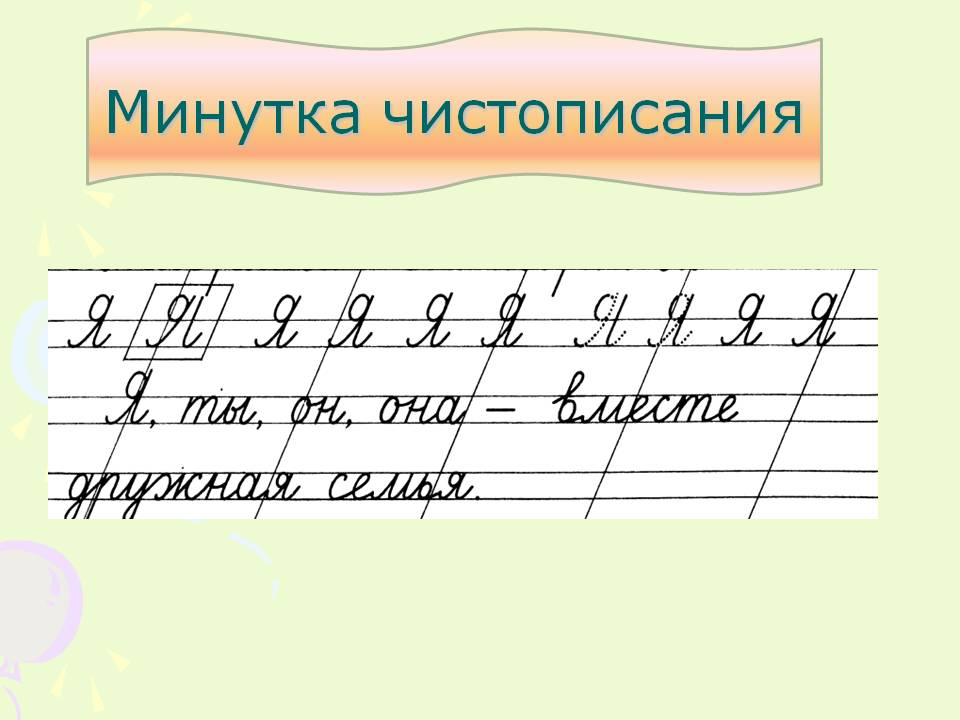 Минутка чистописания
Я Я Я Я Я Я Я Я Я Я
Я, ты, он, она – вместе
дружная семья.